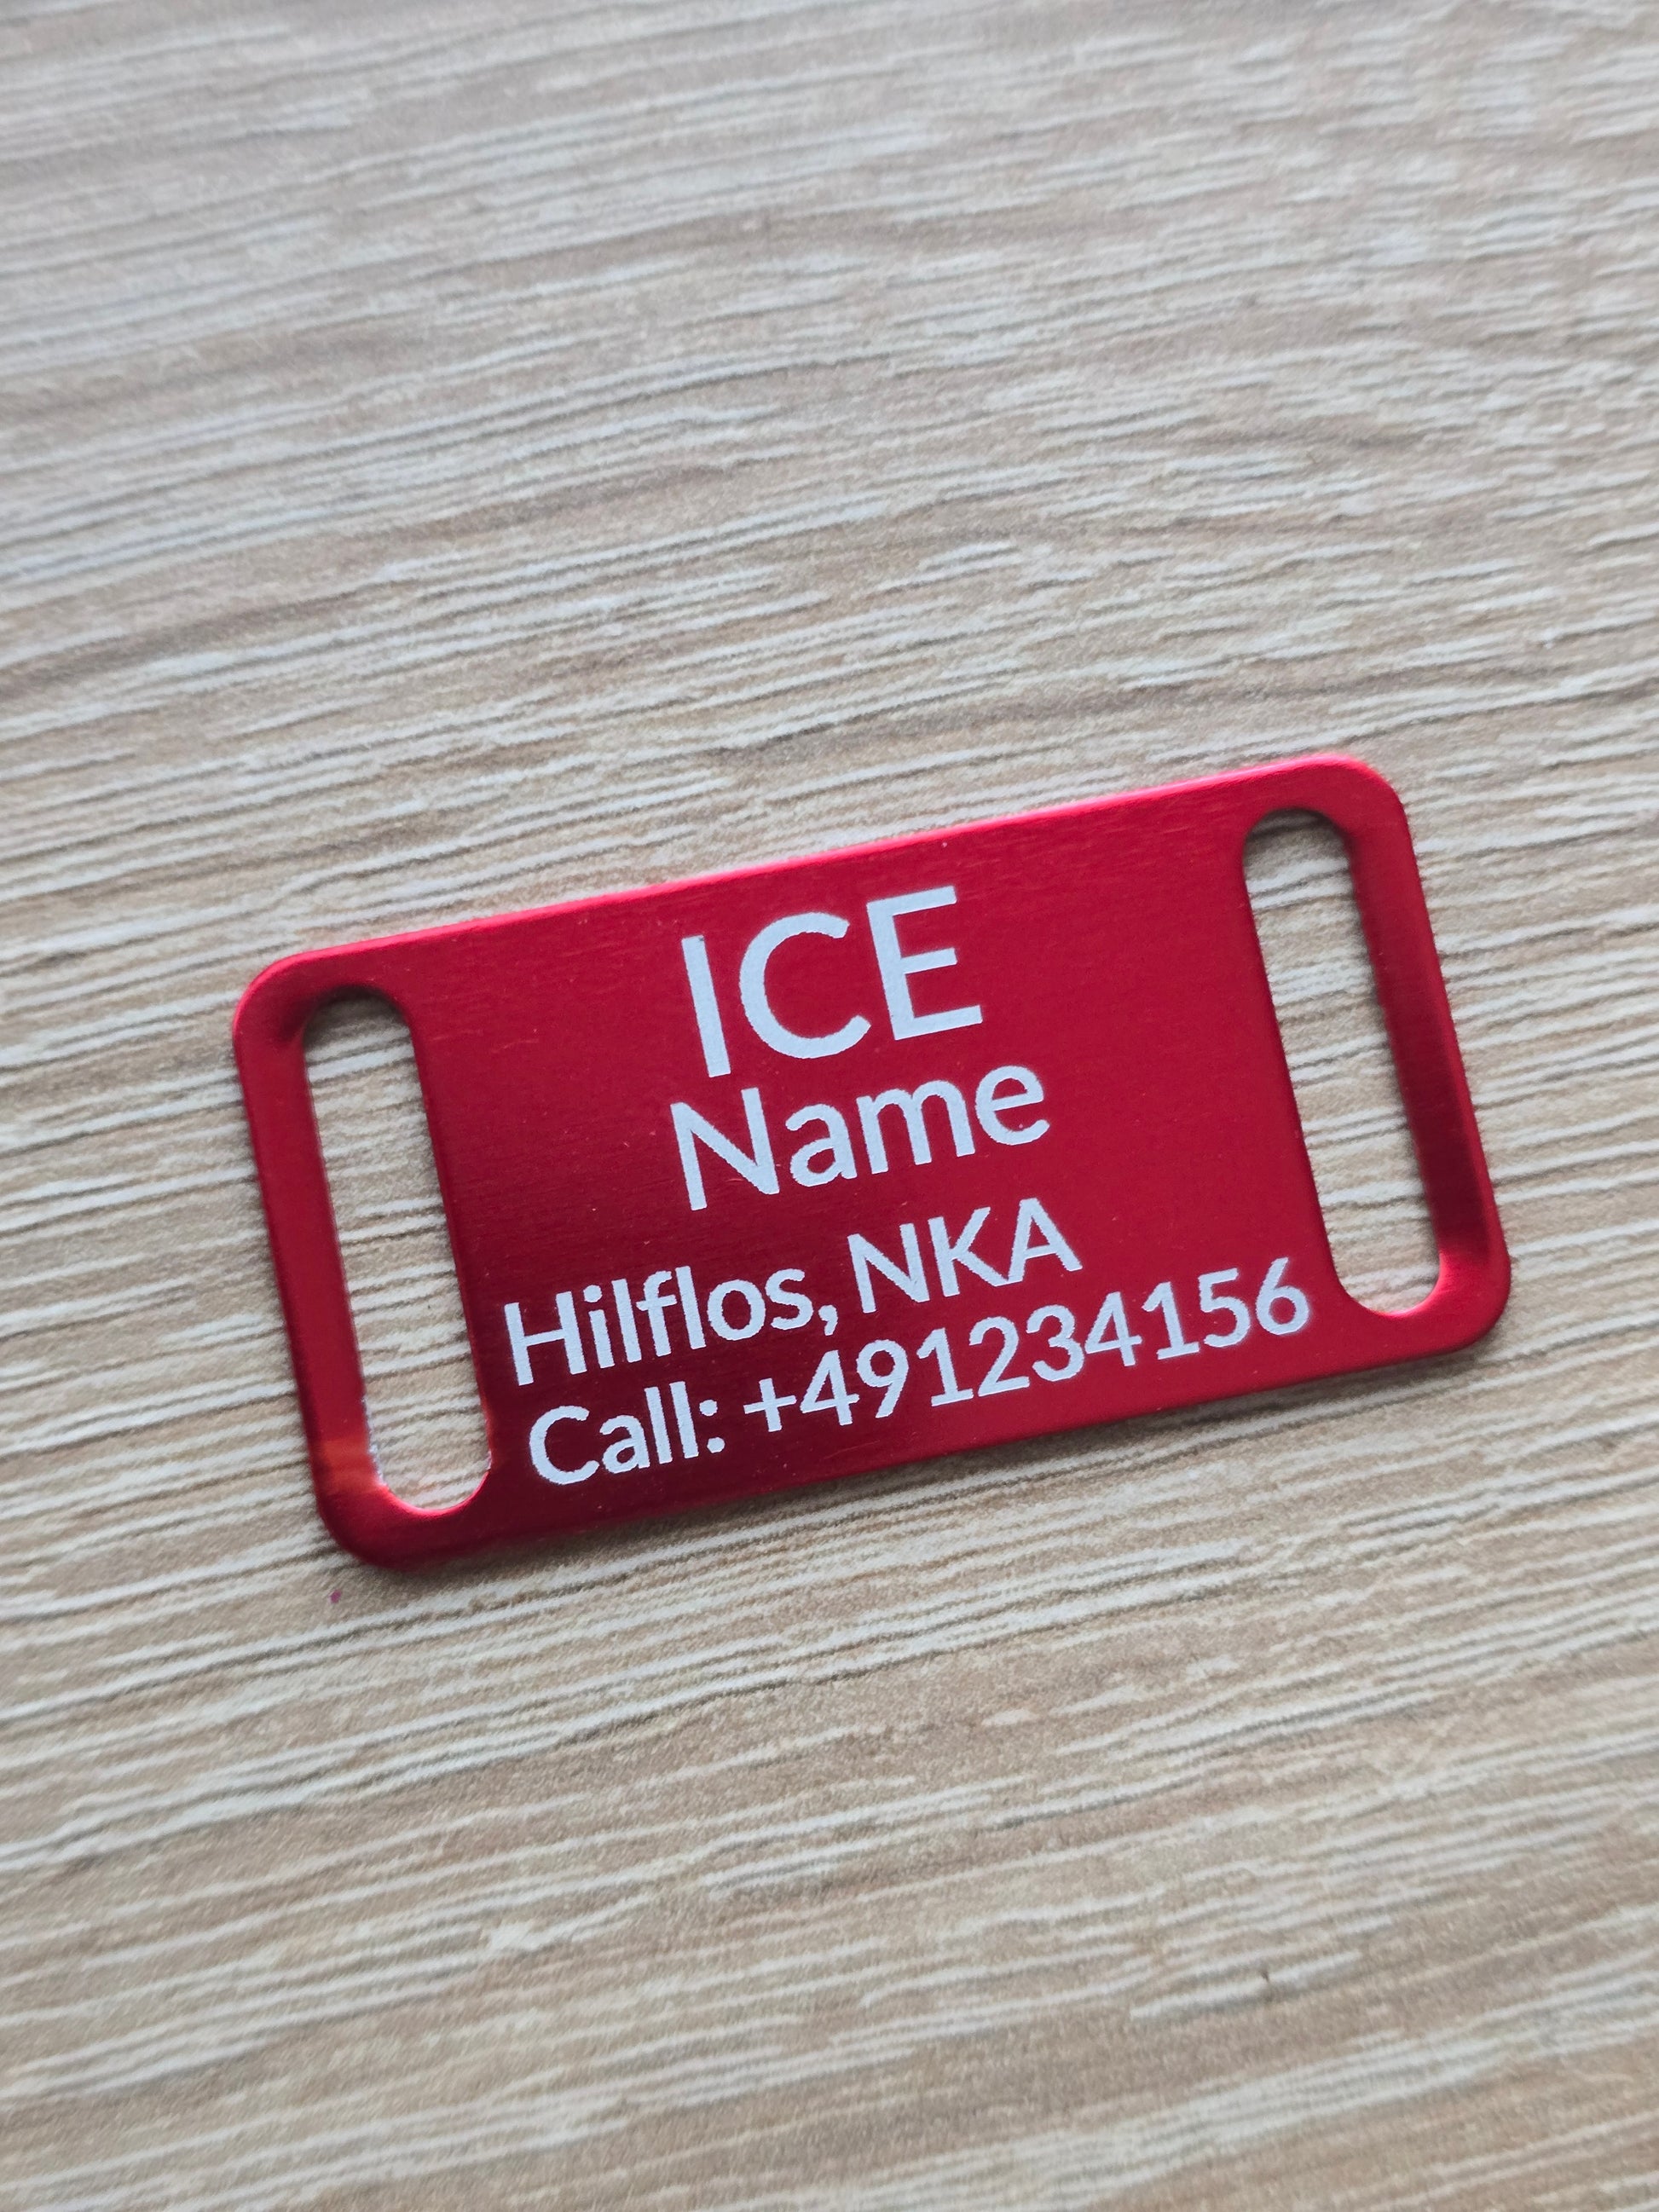 ICE
Name
Hilflos, NKA
Call: +491234156